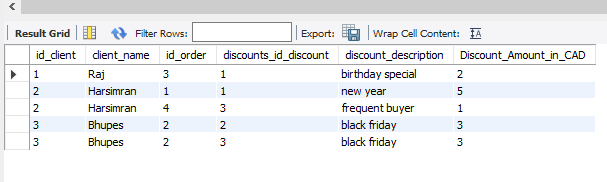 Result Grid Filter Rows: Export: Wrap Cell Content:
id_client client_name id_order discounts_id_discount discount_description Discount_Amount_in_CAD
1 Raj 3 1 birthday special 2
2 Harsimran 1 1 new year 5
2 Harsimran 4 3 frequent buyer 1
3 Bhupes 2 2 black friday 3
3 Bhupes 2 3 black friday 3